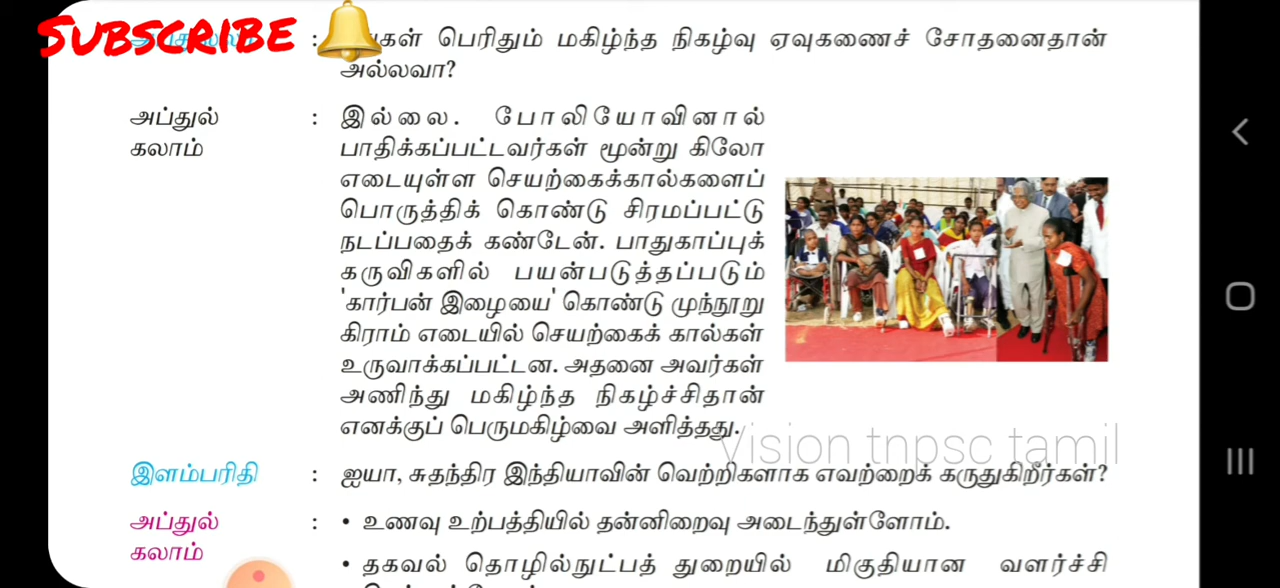 SUBSCRIBE
: கள் பெரிதும் மகிழ்ந்த நிகழ்வு ஏவுகணைச் சோதனைதான்
அல்லவா?
அப்துல் கலாம் : இல்லை. போலியோவினால்
பாதிக்கப்பட்டவர்கள் மூன்று கிலோ
எடையுள்ள செயற்கைக்கால்களைப்
பொருத்திக் கொண்டு சிரமப்பட்டு
நடப்பதைக் கண்டேன். பாதுகாப்புக்
கருவிகளில் பயன்படுத்தப்படும்
'கார்பன் இழையை' கொண்டு முந்நூறு
கிராம் எடையில் செயற்கைக் கால்கள்
உருவாக்கப்பட்டன. அதனை அவர்கள்
அணிந்து மகிழ்ந்த நிகழ்ச்சிதான்
எனக்குப் பெருமகிழ்வை அளித்தது.
vision tnpsc tamil
இளம்பரிதி : ஐயா, சுதந்திர இந்தியாவின் வெற்றிகளாக எவற்றைக் கருதுகிறீர்கள்?
அப்துல் கலாம் : • உணவு உற்பத்தியில் தன்னிறைவு அடைந்துள்ளோம்.
• தகவல் தொழில்நுட்பத் துறையில் மிகுதியான வளர்ச்சி